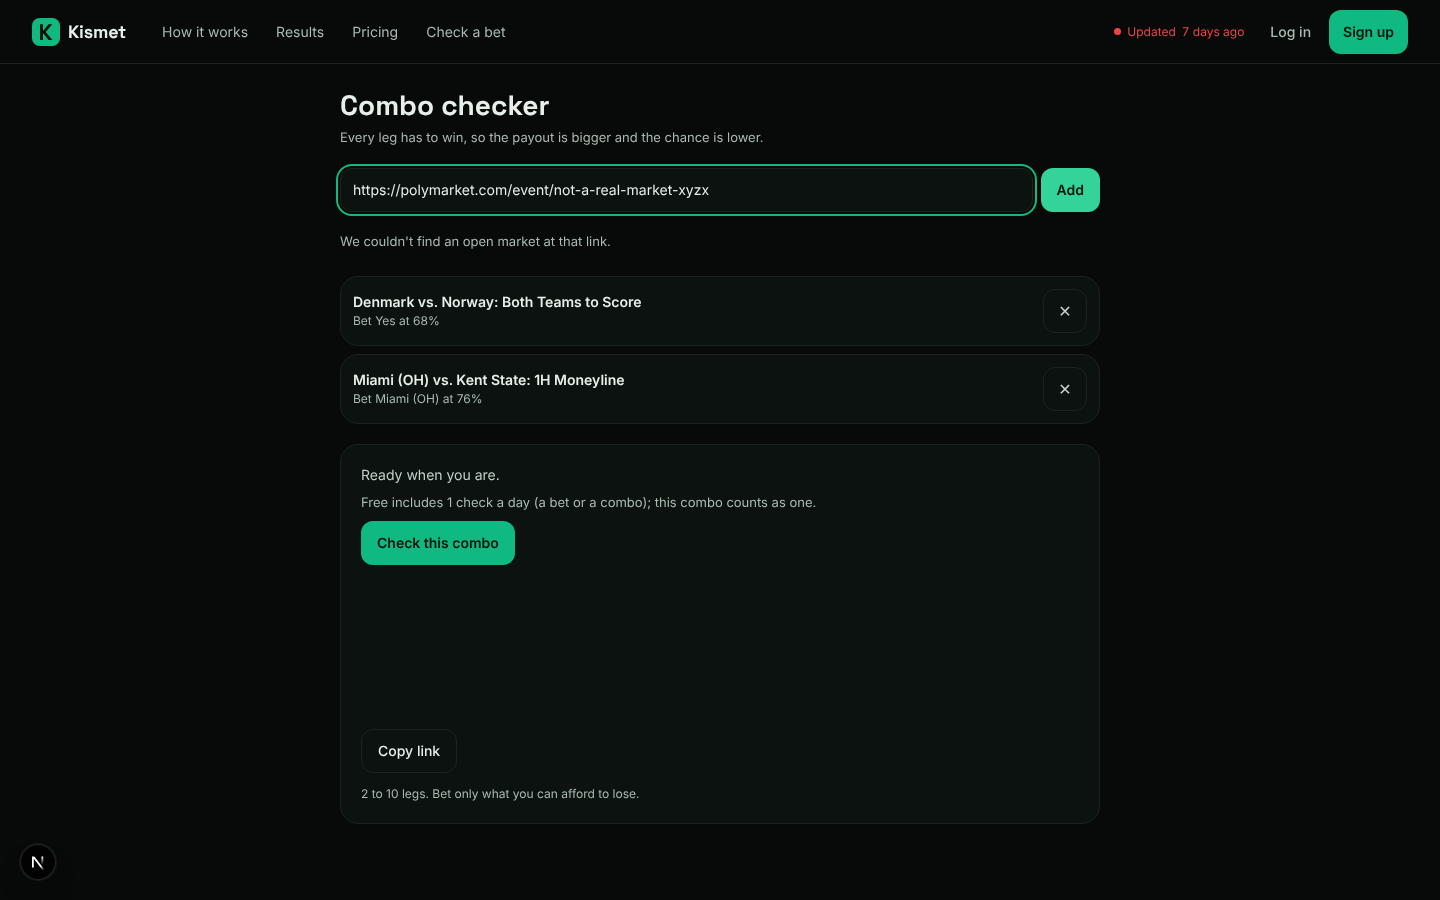 K Kismet How it works Results Pricing Check a bet Updated 7 days ago Log in Sign up
Combo checker
Every leg has to win, so the payout is bigger and the chance is lower.
https://polymarket.com/event/not-a-real-market-xyzx Add
We couldn't find an open market at that link.
Denmark vs. Norway: Both Teams to Score
Bet Yes at 68%
Miami (OH) vs. Kent State: 1H Moneyline
Bet Miami (OH) at 76%
Ready when you are.
Free includes 1 check a day (a bet or a combo); this combo counts as one.
Check this combo
Copy link
2 to 10 legs. Bet only what you can afford to lose.
N